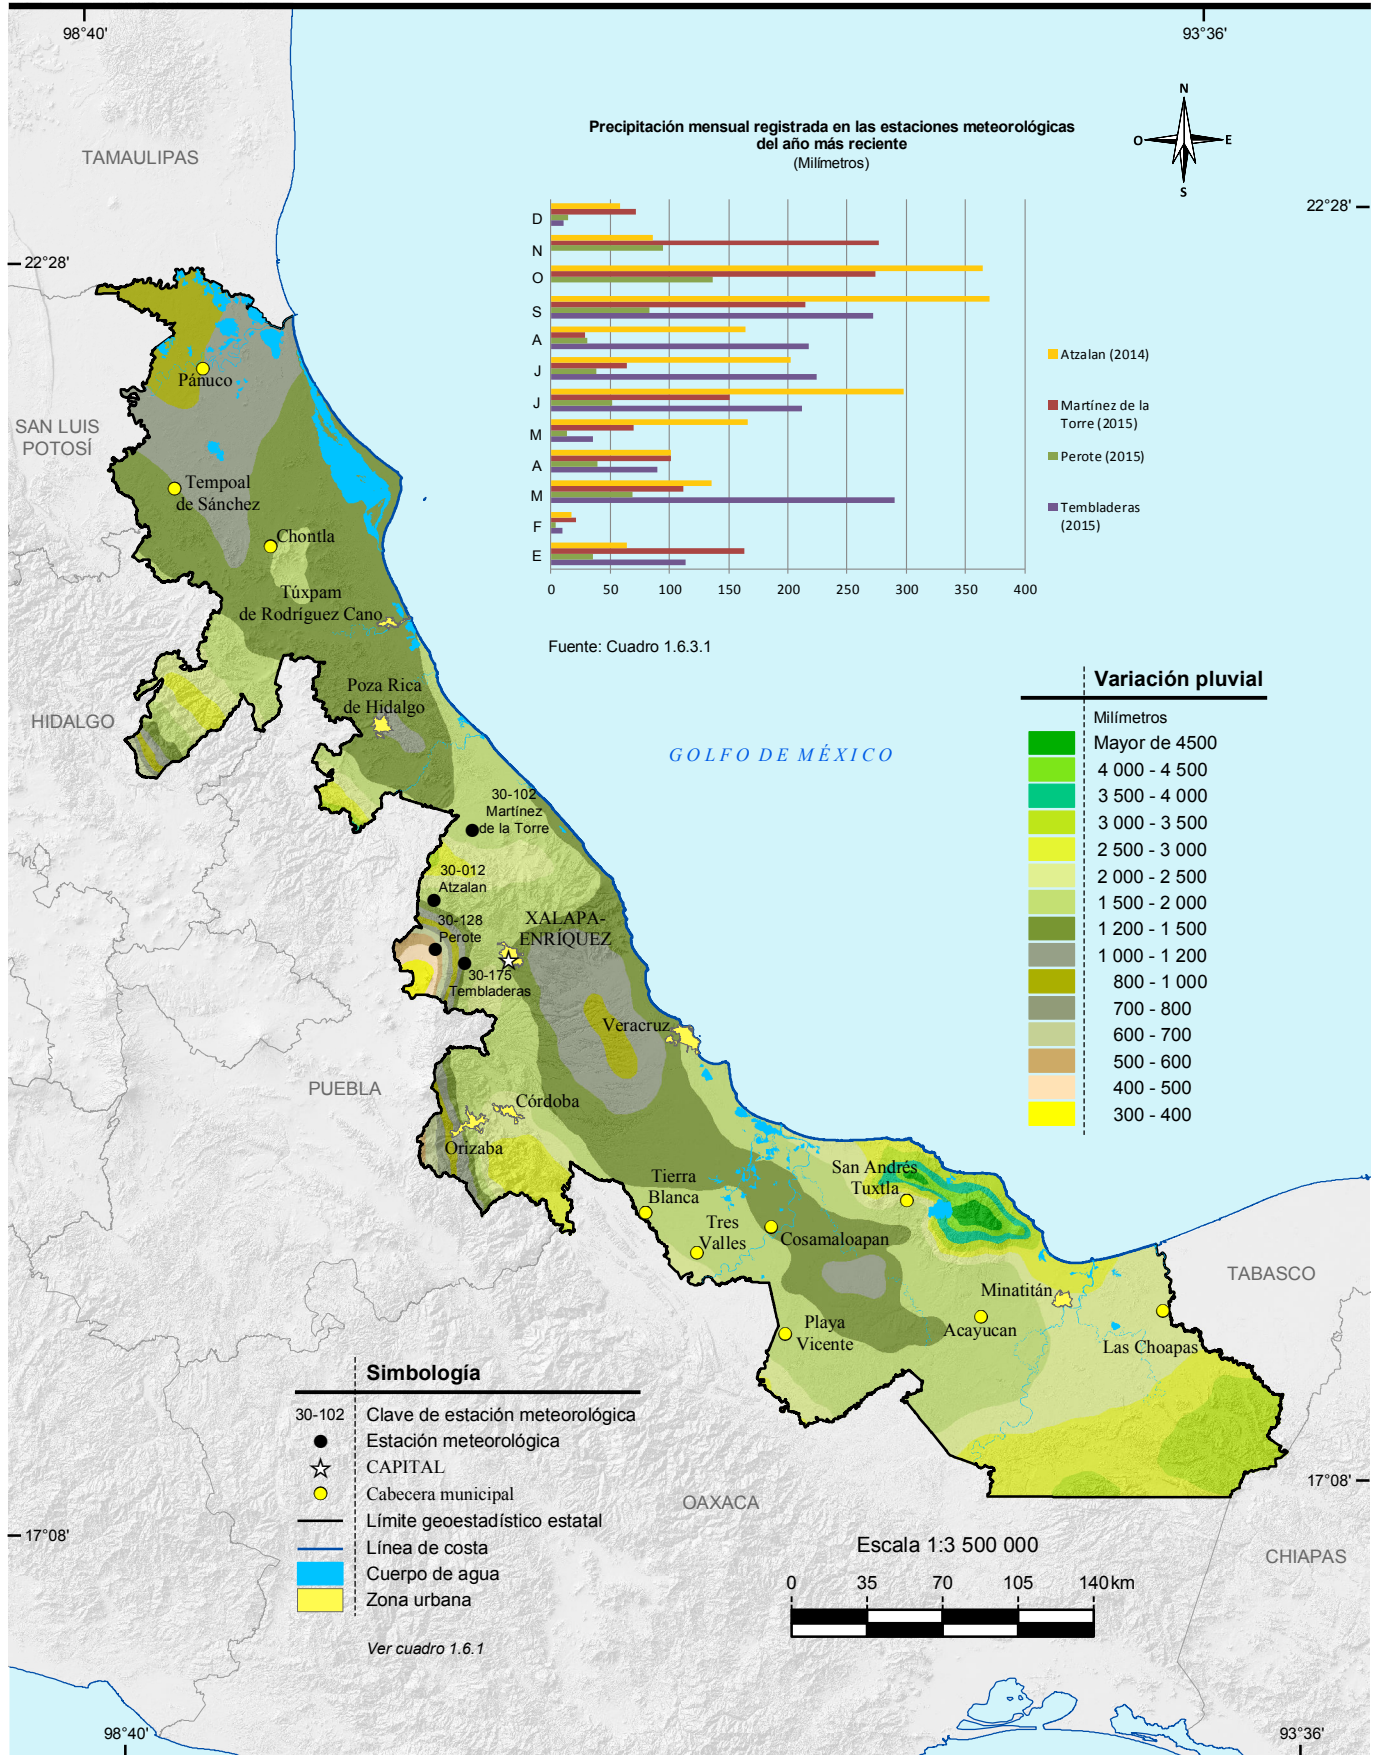 98°40'
93°36'
N
O
E
S
TAMAULIPAS
Precipitación mensual registrada en las estaciones meteorológicas
del año más reciente
(Milímetros)
22°28'
22°28'
D
N
O
S
A
J
J
M
A
M
F
E
0 50 100 150 200 250 300 350 400
Atzalan (2014)
Martínez de la
Torre (2015)
Perote (2015)
Tembladeras
(2015)
Fuente: Cuadro 1.6.3.1
Pánuco
SAN LUIS
POTOSÍ
Tempoal
de Sánchez
Chontla
Túxpam
de Rodríguez Cano
Poza Rica
de Hidalgo
HIDALGO
GOLFO DE MÉXICO
Variación pluvial
Milímetros
Mayor de 4500
4 000 - 4 500
3 500 - 4 000
3 000 - 3 500
2 500 - 3 000
2 000 - 2 500
1 500 - 2 000
1 200 - 1 500
1 000 - 1 200
800 - 1 000
700 - 800
600 - 700
500 - 600
400 - 500
300 - 400
30-102
Martínez
de la Torre
30-012
Atzalan
30-128
Perote
XALAPA-
ENRÍQUEZ
30-175
Tembladeras
Veracruz
PUEBLA
Córdoba
Orizaba
Tierra
Blanca
San Andrés
Tuxtla
Tres
Valles
Cosamaloapan
TABASCO
Minatitán
Playa
Vicente
Acayucan
Las Choapas
Simbología
30-102 Clave de estación meteorológica
Estación meteorológica
CAPITAL
Cabecera municipal
Límite geoestadístico estatal
Línea de costa
Cuerpo de agua
Zona urbana
Ver cuadro 1.6.1
17°08'
17°08'
OAXACA
CHIAPAS
Escala 1:3 500 000
0 35 70 105 140 km
98°40'
93°36'